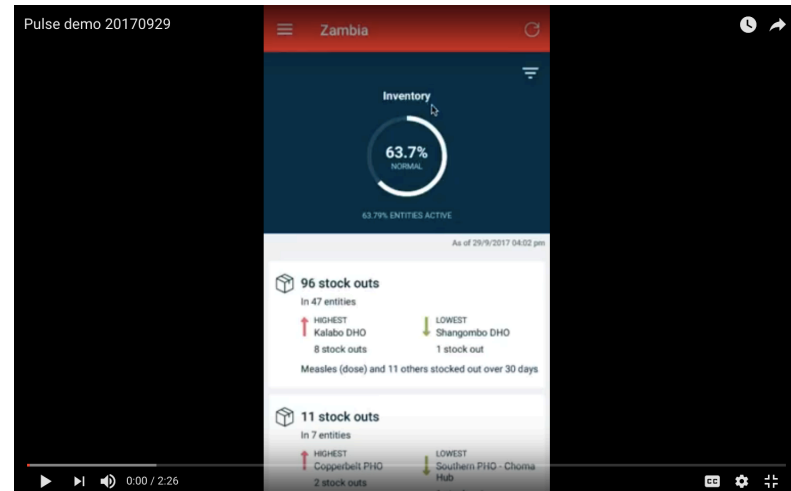 Pulse demo 20170929
Zambia
Inventory
63.7%
NORMAL
63.79% ENTITIES ACTIVE
As of 29/9/2017 04:02 pm
96 stock outs
In 47 entities
HIGHEST
Kalabo DHO
8 stock outs
LOWEST
Shangombo DHO
1 stock out
Measles (dose) and 11 others stocked out over 30 days
11 stock outs
In 7 entities
HIGHEST
Copperbelt PHO
2 stock outs
LOWEST
Southern PHO - Choma
Hub
0:00 / 2:26
CC